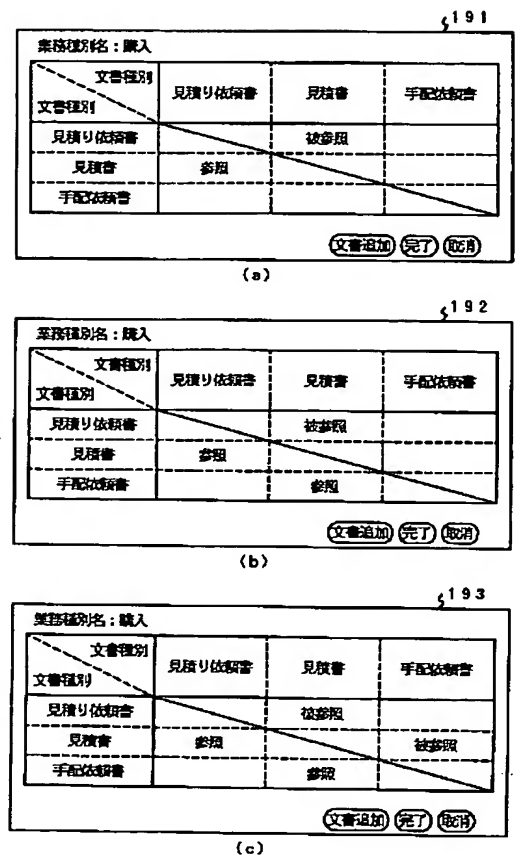 191
業務種別名：購入
文書種別 見積り依頼書 見積書 手配依頼書
文書種別
見積り依頼書 被参照
見積書 参照
手配依頼書
文書追加 完了 取消
(a)
192
業務種別名：購入
文書種別 見積り依頼書 見積書 手配依頼書
文書種別
見積り依頼書 被参照
見積書 参照
手配依頼書 参照
文書追加 完了 取消
(b)
193
業務種別名：購入
文書種別 見積り依頼書 見積書 手配依頼書
文書種別
見積り依頼書 被参照
見積書 参照 被参照
手配依頼書 参照
文書追加 完了 取消
(c)